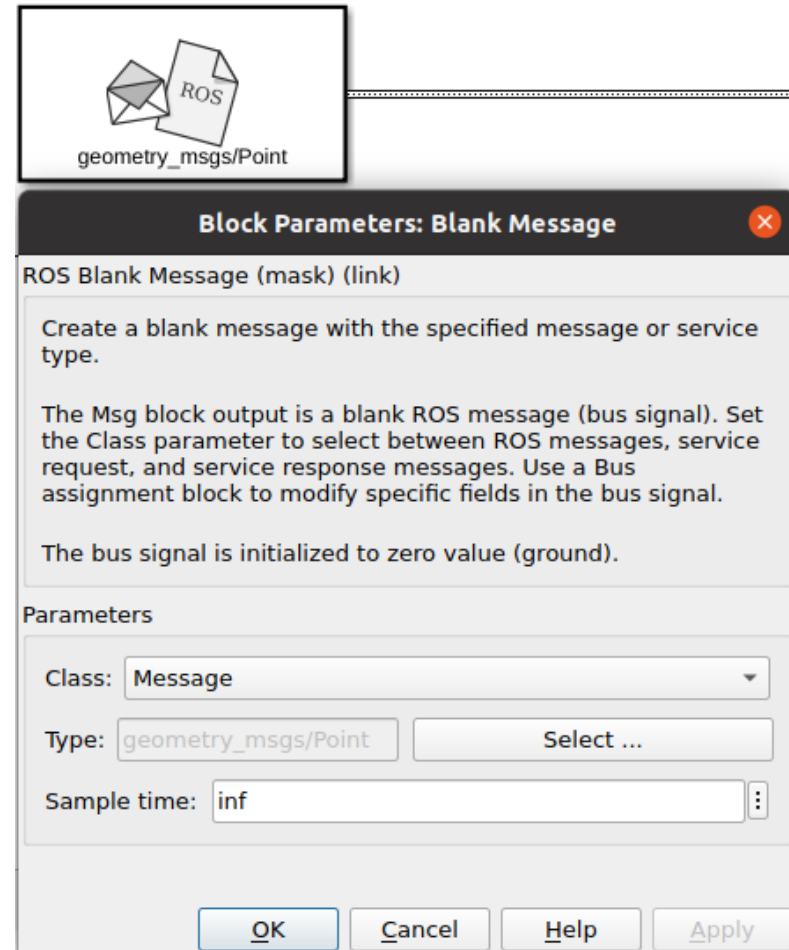 ROS
geometry_msgs/Point
Block Parameters: Blank Message
ROS Blank Message (mask) (link)
Create a blank message with the specified message or service
type.
The Msg block output is a blank ROS message (bus signal). Set
the Class parameter to select between ROS messages, service
request, and service response messages. Use a Bus
assignment block to modify specific fields in the bus signal.
The bus signal is initialized to zero value (ground).
Parameters
Class: Message
Type: geometry_msgs/Point Select ...
Sample time: inf
OK Cancel Help Apply